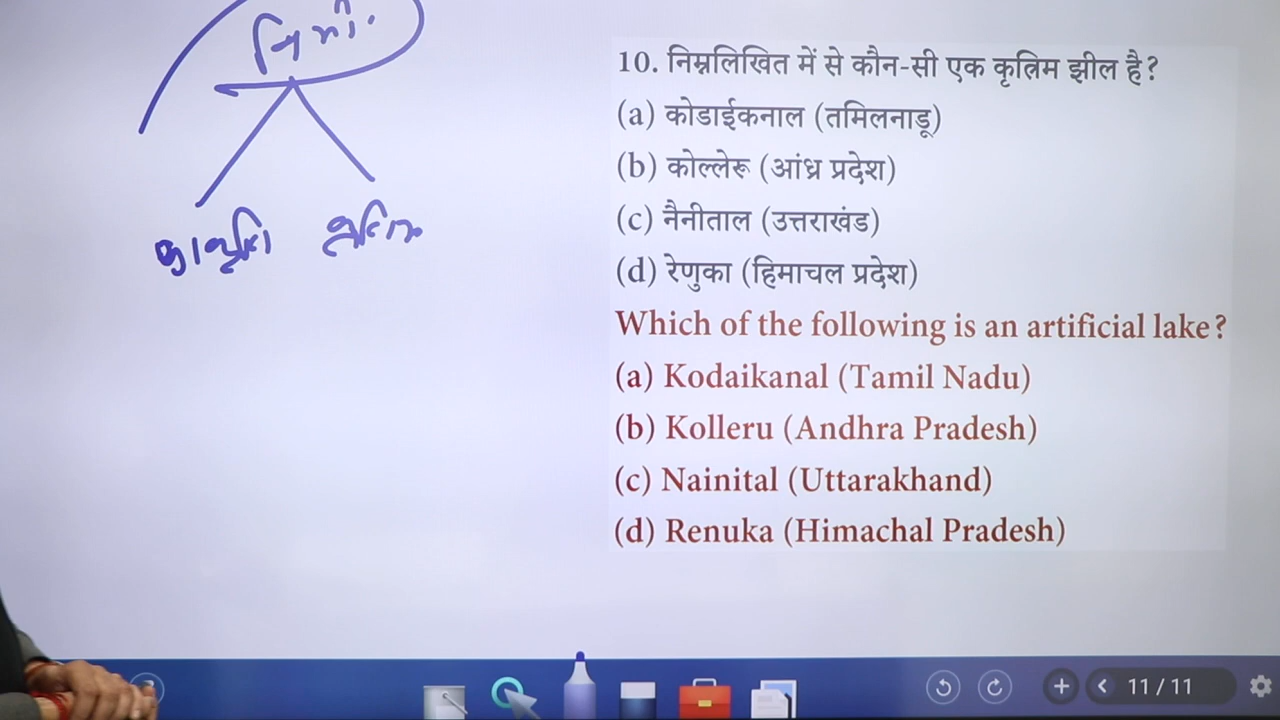 10. निम्नलिखित में से कौन-सी एक कृत्रिम झील है?
(a) कोडाईकनाल (तमिलनाडू)
(b) कोल्लेरू (आंध्र प्रदेश)
(c) नैनीताल (उत्तराखंड)
(d) रेणुका (हिमाचल प्रदेश)
Which of the following is an artificial lake?
(a) Kodaikanal (Tamil Nadu)
(b) Kolleru (Andhra Pradesh)
(c) Nainital (Uttarakhand)
(d) Renuka (Himachal Pradesh)
11 / 11